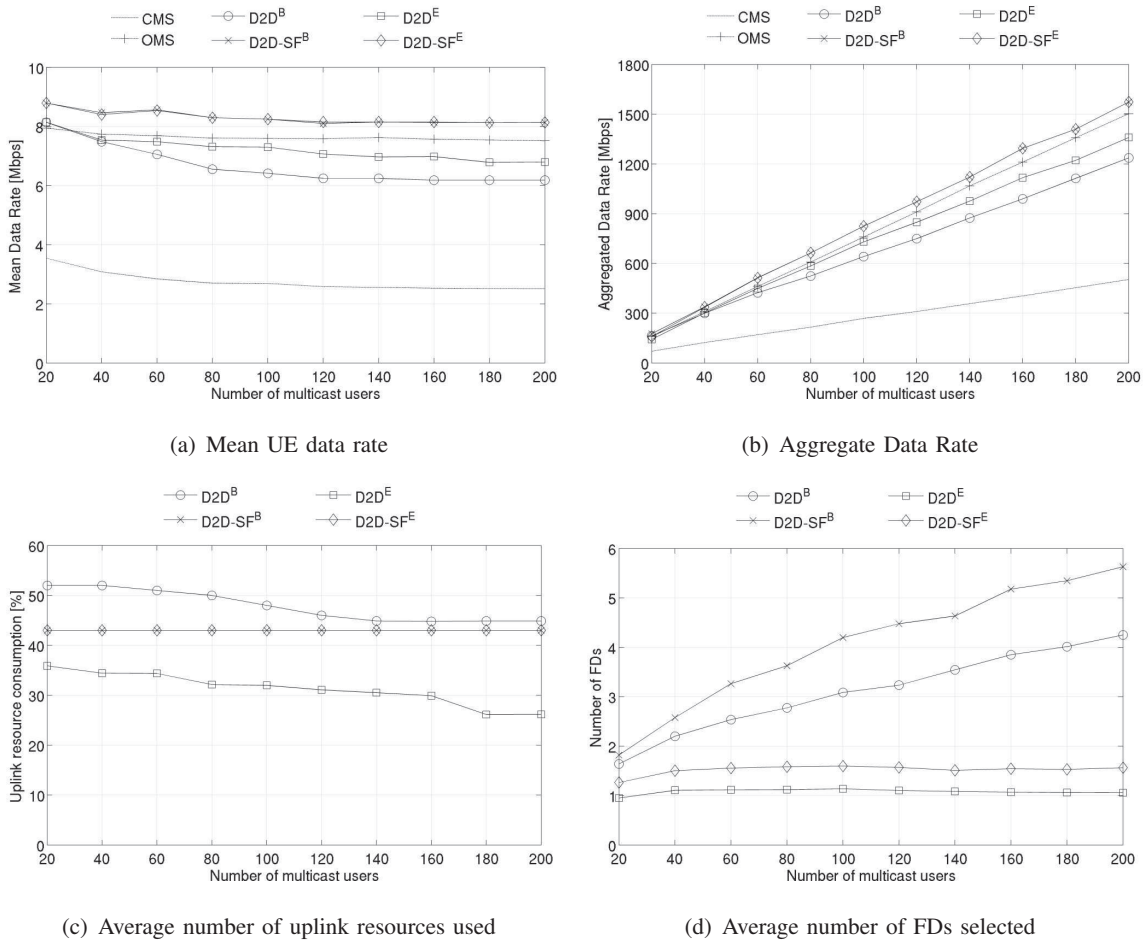 CMS D2D^B D2D^E
OMS D2D-SF^B D2D-SF^E
10
8
6
4
2
0
Mean Data Rate [Mbps]
20 40 60 80 100 120 140 160 180 200
Number of multicast users
(a) Mean UE data rate
CMS D2D^B D2D^E
OMS D2D-SF^B D2D-SF^E
1800
1500
1200
900
600
300
0
Aggregated Data Rate [Mbps]
20 40 60 80 100 120 140 160 180 200
Number of multicast users
(b) Aggregate Data Rate
D2D^B D2D^E
D2D-SF^B D2D-SF^E
60
50
40
30
20
10
0
Uplink resource consumption [%]
20 40 60 80 100 120 140 160 180 200
Number of multicast users
(c) Average number of uplink resources used
D2D^B D2D^E
D2D-SF^B D2D-SF^E
6
5
4
3
2
1
0
Number of FDs
20 40 60 80 100 120 140 160 180 200
Number of multicast users
(d) Average number of FDs selected